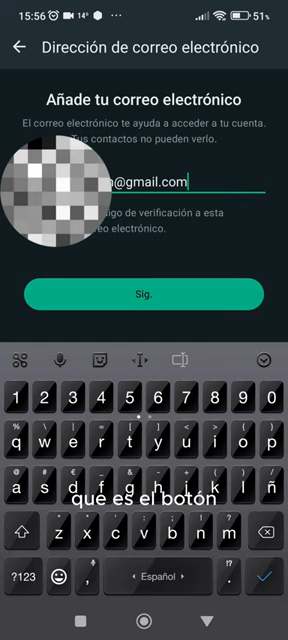 15:56 14° ... 51%
Dirección de correo electrónico
Añade tu correo electrónico
El correo electrónico te ayuda a acceder a tu cuenta.
Tus contactos no pueden verlo.
@gmail.com
de verificación a esta
electrónico.
Sig.
1 2 3 4 5 6 7 8 9 0
q w e r t y u i o p
a s d f g h j k l ñ
que es el botón
z x c v b n m
?123 , Español .